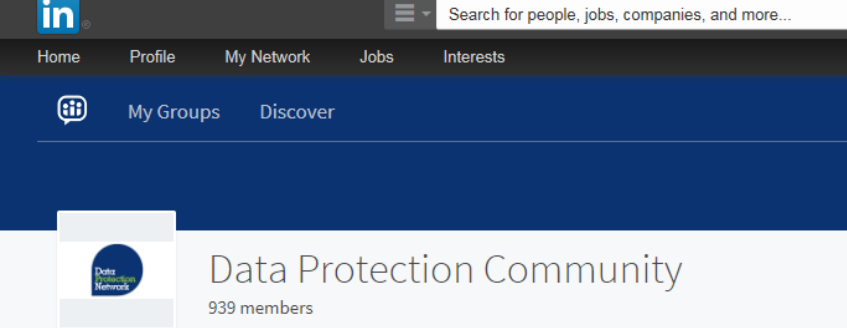 in
Search for people, jobs, companies, and more...
Home Profile My Network Jobs Interests
My Groups Discover
Data
Protection
Network
Data Protection Community
939 members